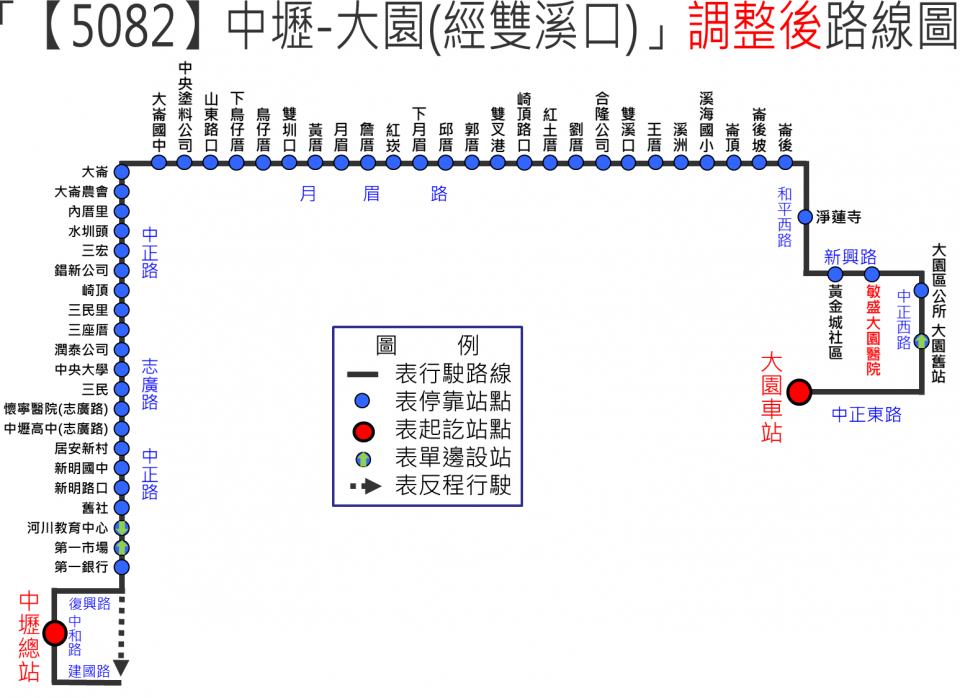 「【5082】中壢-大園(經雙溪口)」調整後路線圖
大崙國中
中央塗料公司
山東路口
下鳥仔厝
鳥仔厝
雙圳口
黃厝
月眉
詹厝
紅崁
下月眉
邱厝
郭厝
雙叉港
崎頂路口
紅土厝
劉厝
合隆公司
雙溪口
王厝
溪洲
溪海國小
崙頂
崙後坡
崙後
月眉路
和平西路
淨蓮寺
新興路
黃金城社區
敏盛大園醫院
中正西路
大園區公所
大園舊站
中正東路
大園車站
大崙
大崙農會
內厝里
水圳頭
三宏
錩新公司
崎頂
三民里
三座厝
潤泰公司
中央大學
三民
懷寧醫院(志廣路)
中壢高中(志廣路)
居安新村
新明國中
新明路口
舊社
河川教育中心
第一市場
第一銀行
中正路
志廣路
中正路
復興路
中和路
建國路
中壢總站
圖例
表行駛路線
表停靠站點
表起訖站點
表單邊設站
表反程行駛